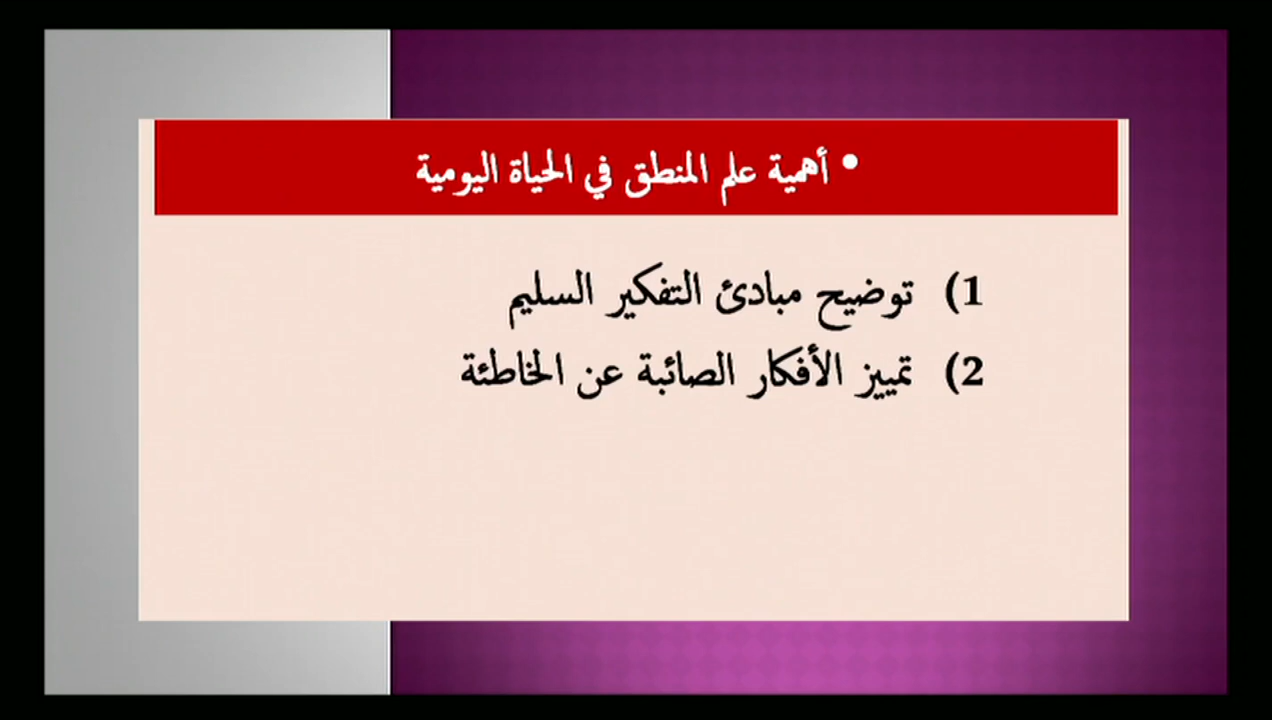 • أهمية علم المنطق في الحياة اليومية
1) توضيح مبادئ التفكير السليم
2) تمييز الأفكار الصائبة عن الخاطئة